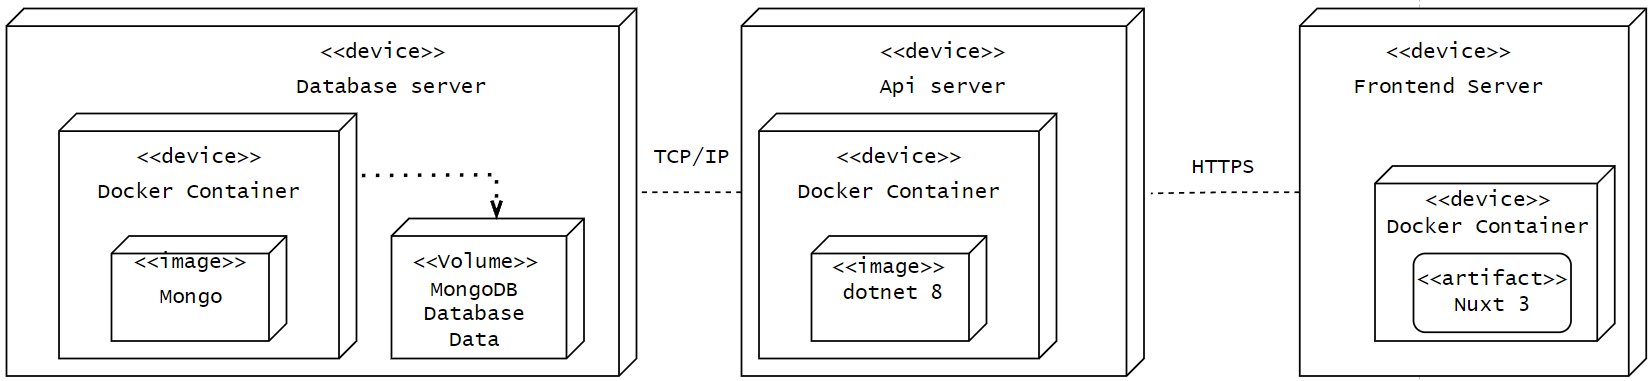 <<device>>
Database server
<<device>>
Docker Container
<<image>>
Mongo
<<Volume>>
MongoDB
Database
Data
TCP/IP
<<device>>
Api server
<<device>>
Docker Container
<<image>>
dotnet 8
HTTPS
<<device>>
Frontend Server
<<device>>
Docker Container
<<artifact>>
Nuxt 3